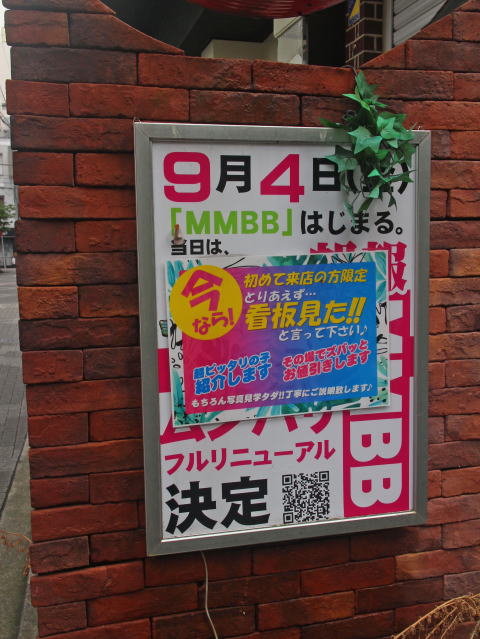 9月4日(
「MMBB」はじまる。
当日は、
今なら!
初めて来店の方限定
とりあえず…
看板見た!!
と言って下さい♪
超ピッタリの子
紹介します
その場でズバッと
お値引きします
もちろん写真見学タダ!!丁寧にご説明致します♪
MMBB
フルリニューアル
決定